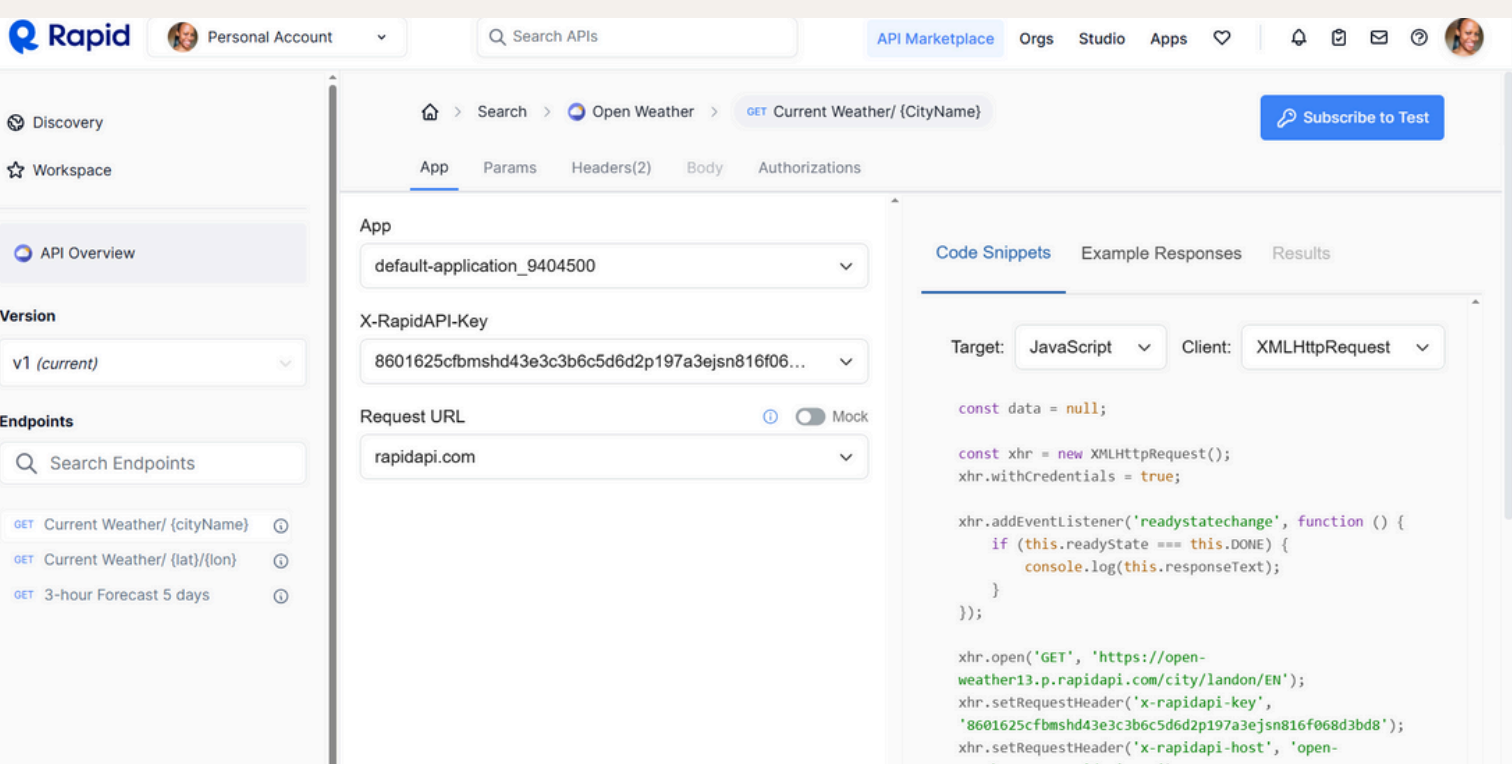 Rapid
Personal Account
Search APIs
API Marketplace
Orgs
Studio
Apps
Discovery
Workspace
API Overview
Version
v1 (current)
Endpoints
Search Endpoints
GET Current Weather/ {cityName}
GET Current Weather/ {lat}/{lon}
GET 3-hour Forecast 5 days
> Search > Open Weather > GET Current Weather/ {CityName}
Subscribe to Test
App
Params
Headers(2)
Body
Authorizations
App
default-application_9404500
X-RapidAPI-Key
8601625cfbmshd43e3c3b6c5d6d2p197a3ejsn816f06...
Request URL
Mock
rapidapi.com
Code Snippets
Example Responses
Results
Target: JavaScript
Client: XMLHttpRequest
const data = null;
const xhr = new XMLHttpRequest();
xhr.withCredentials = true;
xhr.addEventListener('readystatechange', function () {
if (this.readyState === this.DONE) {
console.log(this.responseText);
}
});
xhr.open('GET', 'https://open-
weather13.p.rapidapi.com/city/landon/EN');
xhr.setRequestHeader('x-rapidapi-key',
'8601625cfbmshd43e3c3b6c5d6d2p197a3ejsn816f068d3bd8');
xhr.setRequestHeader('x-rapidapi-host', 'open-